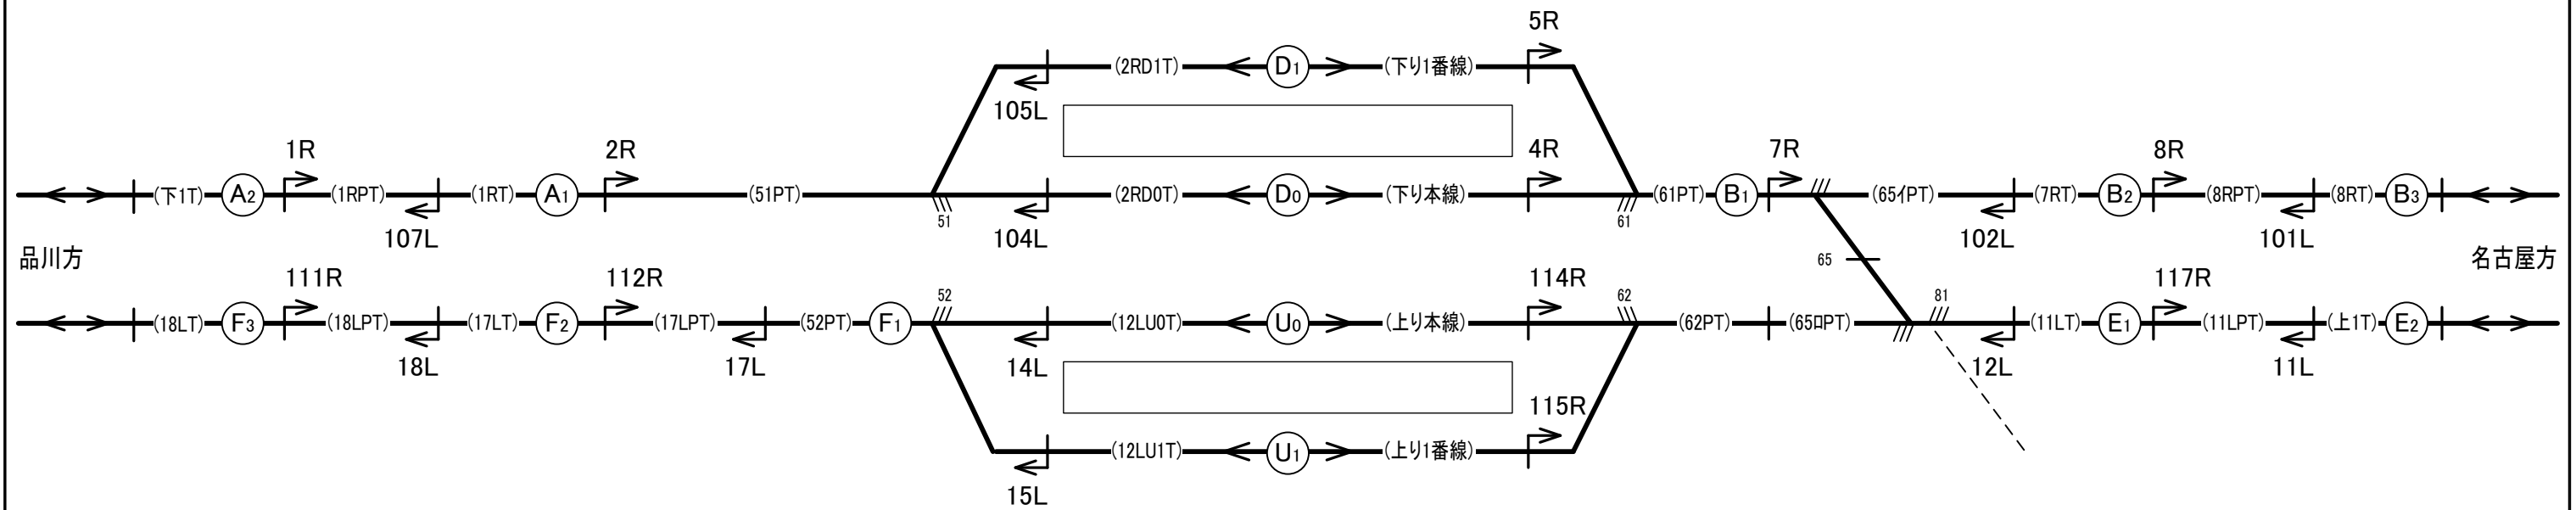 5R
(2RD1T) D1 (下り1番線)
105L
1R 2R 4R 7R 8R
(下1T) A2 (1RPT) (1RT) A1 (51PT) (2RD0T) D0 (下り本線) (61PT) B1 (65イPT) (7RT) B2 (8RPT) (8RT) B3
51 61
107L 104L 102L 101L
品川方 65 名古屋方
111R 112R 114R 117R
52 62 81
(18LT) F3 (18LPT) (17LT) F2 (17LPT) (52PT) F1 (12LU0T) U0 (上り本線) (62PT) (65ロPT) (11LT) E1 (11LPT) (上1T) E2
18L 17L 14L 12L 11L
115R
(12LU1T) U1 (上り1番線)
15L